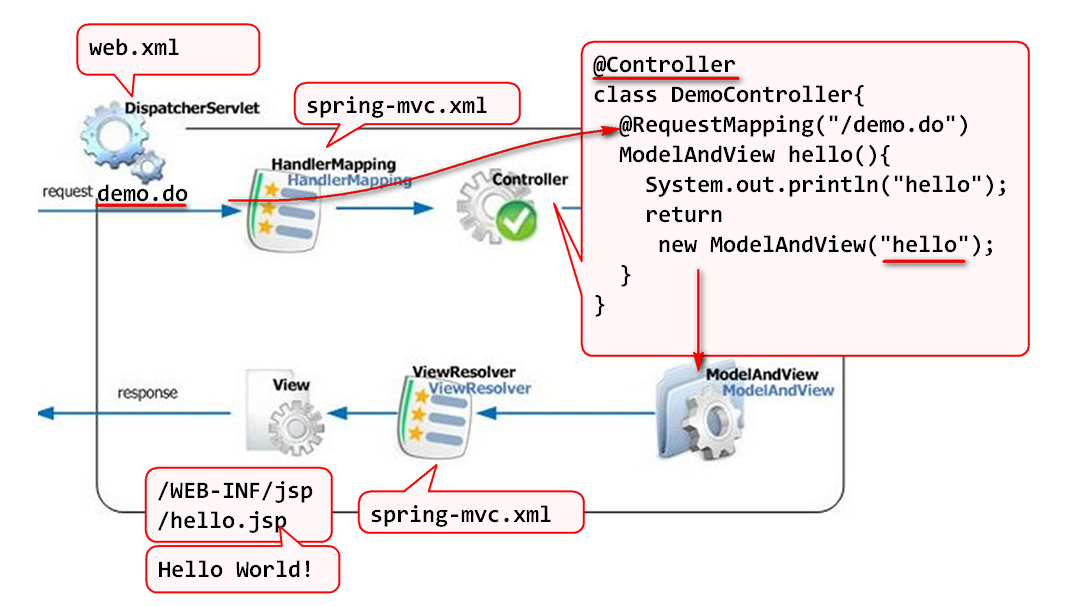 web.xml
DispatcherServlet
spring-mvc.xml
@Controller
class DemoController{
@RequestMapping("/demo.do")
ModelAndView hello(){
System.out.println("hello");
return
new ModelAndView("hello");
}
}
HandlerMapping
HandlerMapping
Controller
request
demo.do
ViewResolver
ViewResolver
ModelAndView
ModelAndView
View
response
/WEB-INF/jsp
/hello.jsp
spring-mvc.xml
Hello World!